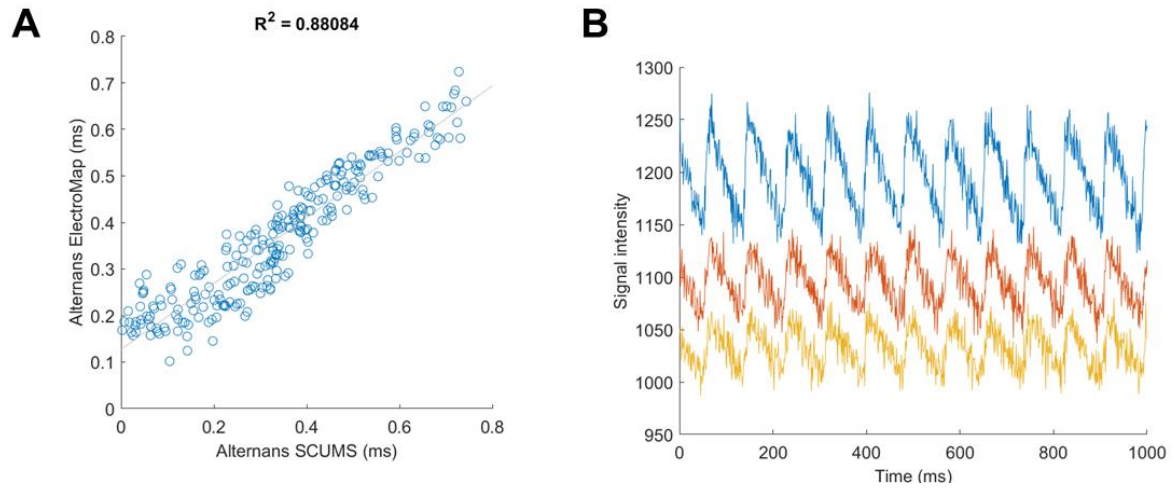 A
R² = 0.88084
0.8
0.7
0.6
0.5
0.4
0.3
0.2
0.1
0
Alternans ElectroMap (ms)
0 0.2 0.4 0.6 0.8
Alternans SCUMS (ms)
B
1300
1250
1200
1150
1100
1050
1000
950
Signal intensity
0 200 400 600 800 1000
Time (ms)